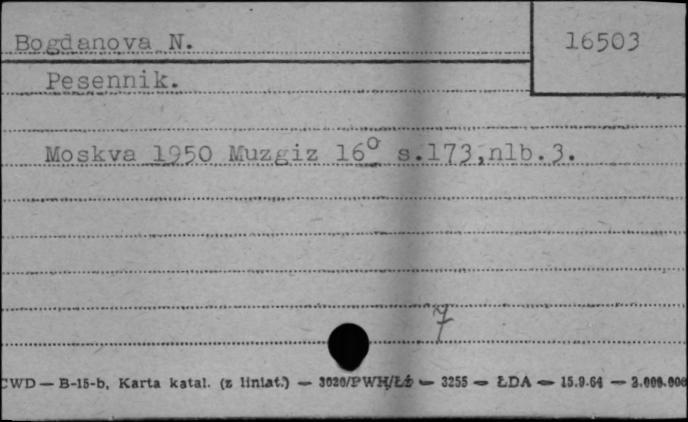 Bogdanova N.
16503
Pesennik.
Moskva 1950 Muzgiz 16° s.173,nlb.3.
7
CWD — B-15-b, Karta katal. (z liniat.) — 3020/PWH/Łż — 3255 — ŁDA — 15.9.64 — 2.000.000